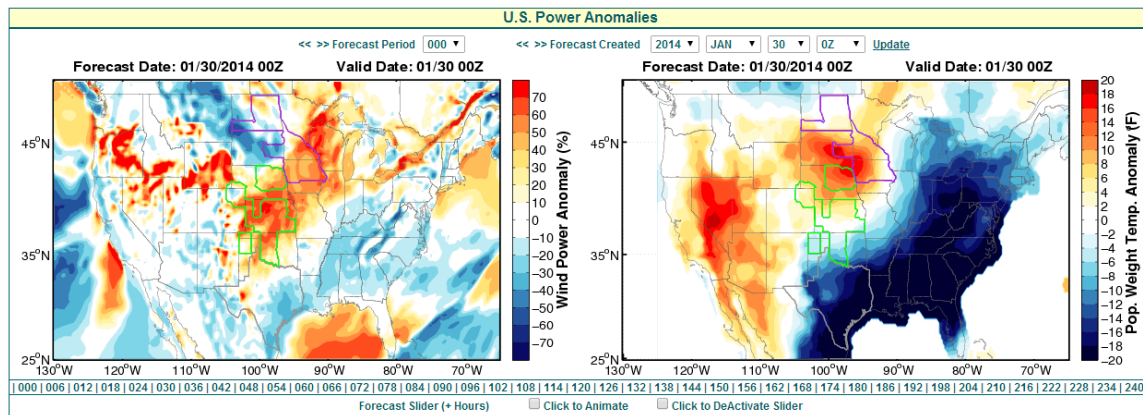 U.S. Power Anomalies
<< >> Forecast Period 000 << >> Forecast Created 2014 JAN 30 0Z Update
Forecast Date: 01/30/2014 00Z Valid Date: 01/30 00Z
Forecast Date: 01/30/2014 00Z Valid Date: 01/30 00Z
45°N
35°N
25°N
130°W 120°W 110°W 100°W 90°W 80°W 70°W
70
60
50
40
30
20
10
0
-10
-20
-30
-40
-50
-60
-70
Wind Power Anomaly (%)
45°N
35°N
25°N
130°W 120°W 110°W 100°W 90°W 80°W 70°W
20
18
16
14
12
10
8
6
4
2
0
-2
-4
-6
-8
-10
-12
-14
-16
-18
-20
Pop. Weight Temp. Anomaly (F)
| 000 | 006 | 012 | 018 | 024 | 030 | 036 | 042 | 048 | 054 | 060 | 066 | 072 | 078 | 084 | 090 | 096 | 102 | 108 | 114 | 120 | 126 | 132 | 138 | 144 | 150 | 156 | 162 | 168 | 174 | 180 | 186 | 192 | 198 | 204 | 210 | 216 | 222 | 228 | 234 | 240
Forecast Slider (+ Hours) Click to Animate Click to DeActivate Slider